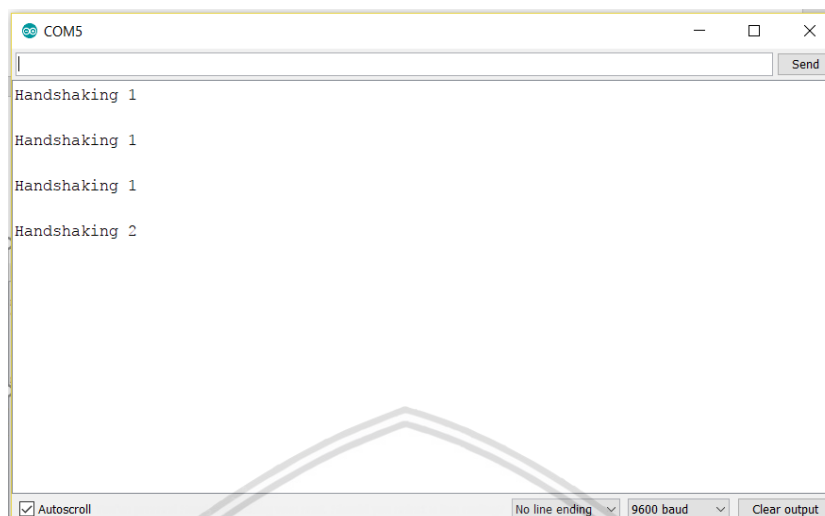 COM5
Send
Handshaking 1
Handshaking 1
Handshaking 1
Handshaking 2
Autoscroll
No line ending
9600 baud
Clear output